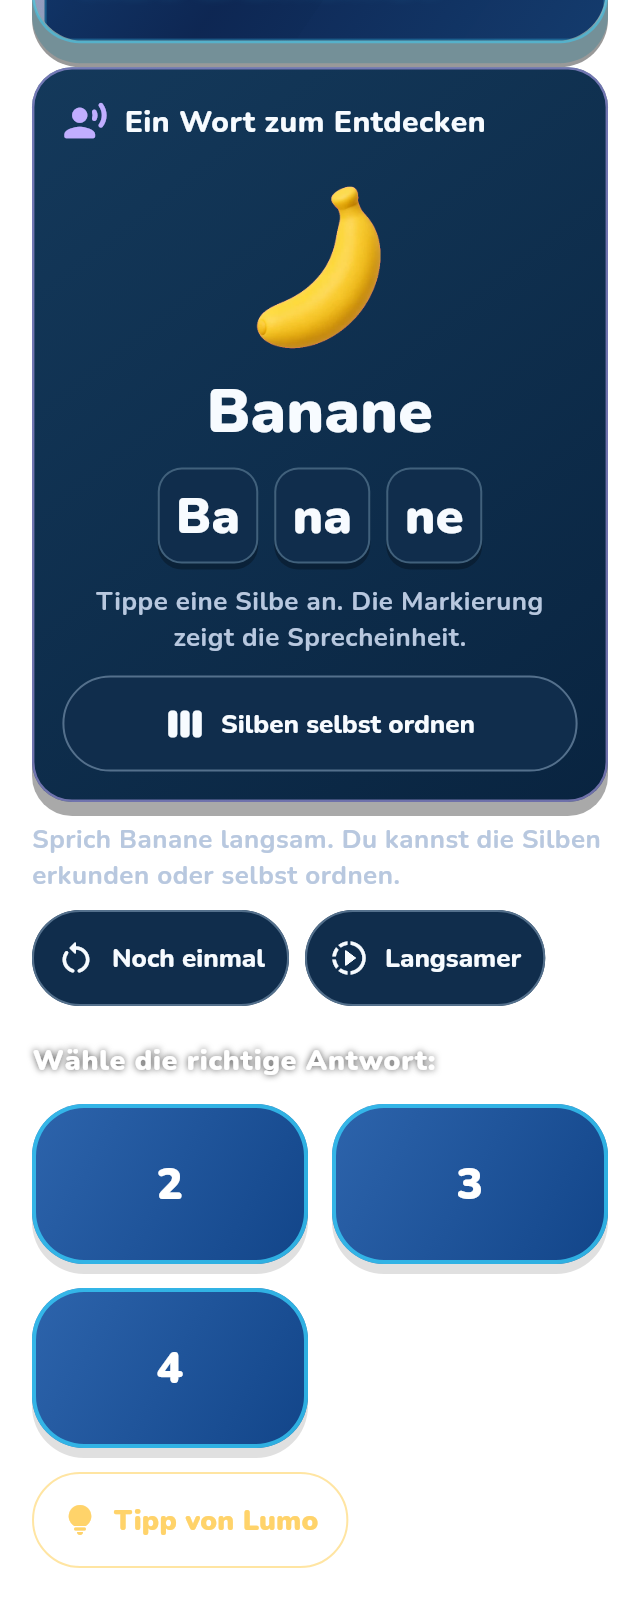 Ein Wort zum Entdecken
Banane
Ba na ne
Tippe eine Silbe an. Die Markierung
zeigt die Sprecheinheit.
Silben selbst ordnen
Sprich Banane langsam. Du kannst die Silben
erkunden oder selbst ordnen.
Noch einmal Langsamer
Wähle die richtige Antwort:
2 3
4
Tipp von Lumo